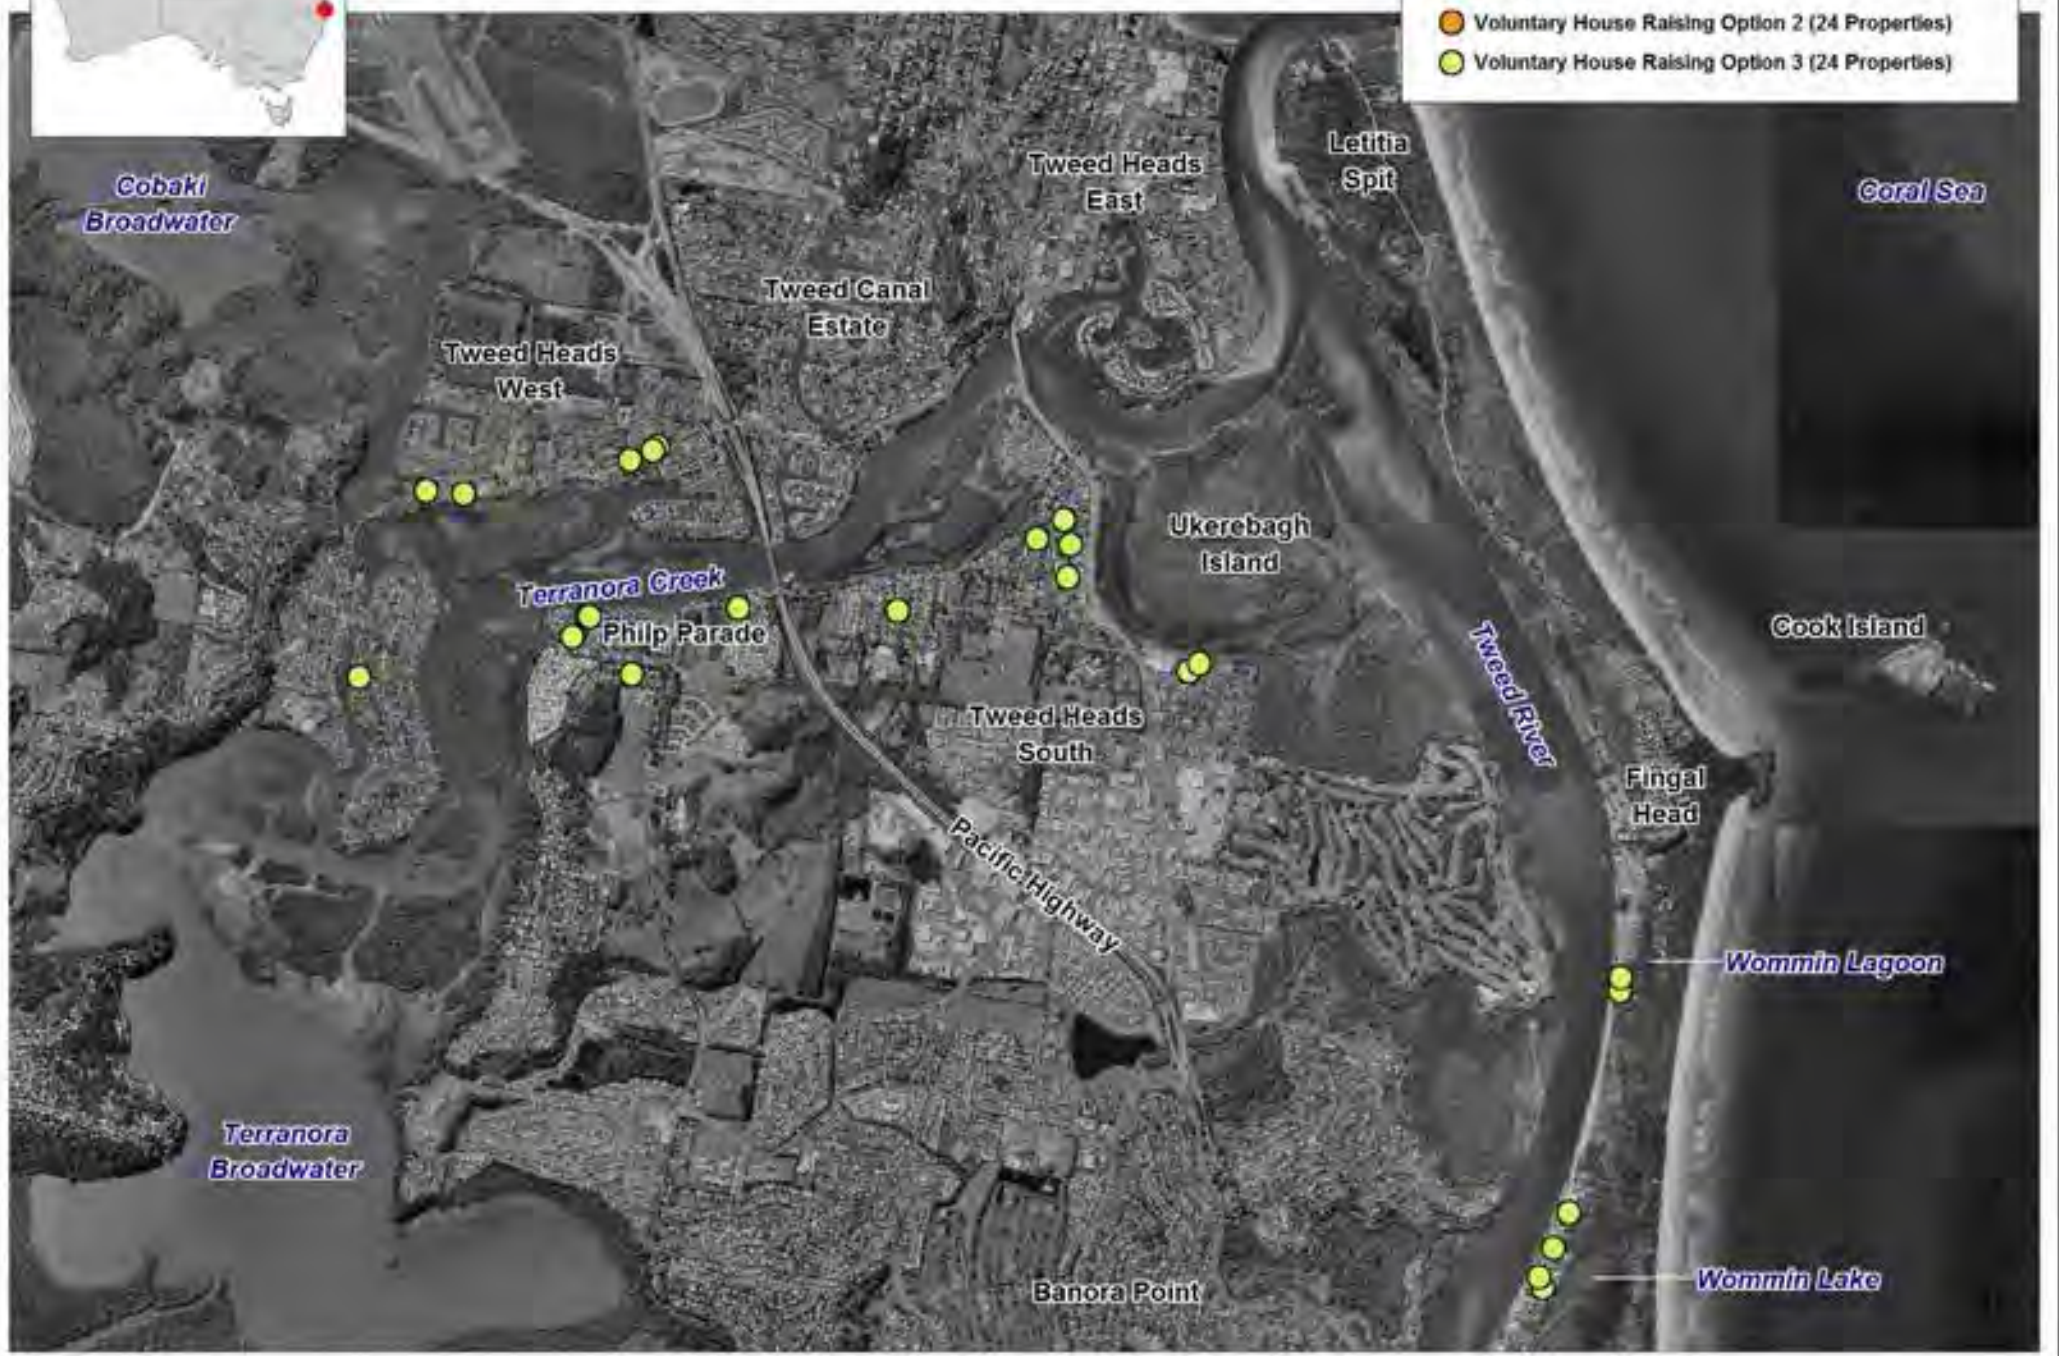 Voluntary House Raising Option 2 (24 Properties)
Voluntary House Raising Option 3 (24 Properties)
Letitia
Spit
Tweed Heads
East
Cobaki
Broadwater
Coral Sea
Tweed Canal
Estate
Tweed Heads
West
Ukerebagh
Island
Terranora Creek
Philp Parade
Cook Island
Tweed River
Tweed Heads
South
Fingal
Head
Pacific Highway
Wommin Lagoon
Terranora
Broadwater
Wommin Lake
Banora Point